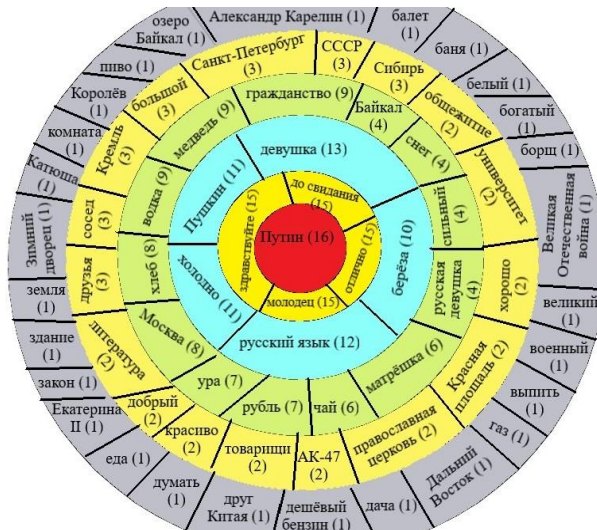 Путин (16)
до свидания
(15)
отлично (15)
молодец (15)
здравствуйте (15)
девушка (13)
берёза (10)
русский язык (12)
холодно (11)
Пушкин (11)
гражданство (9)
Байкал
(4)
снег (4)
сильный
(4)
русская
девушка
(4)
матрёшка (6)
чай (6)
рубль (7)
ура (7)
Москва (8)
хлеб (8)
водка (9)
медведь (9)
Санкт-Петербург
(3)
СССР
(3)
Сибирь
(3)
общежитие
(2)
университет
(2)
хорошо
(2)
Красная
площадь (2)
православная
церковь (2)
АК-47
(2)
товарищи
(2)
красиво
(2)
добрый
(2)
литература
(2)
друзья
(3)
сосед
(3)
Кремль
(3)
большой
(3)
Александр Карелин (1)
балет
(1)
баня (1)
белый (1)
богатый
(1)
борщ (1)
Великая
Отечественная
война (1)
великий
(1)
военный
(1)
выпить
(1)
газ (1)
Дальний
Восток (1)
дача (1)
дешёвый
бензин (1)
друг
Китая (1)
думать
(1)
еда (1)
Екатерина
II (1)
закон (1)
здание
(1)
земля
(1)
Зимний
дворец (1)
Катюша
(1)
комната
(1)
Королёв
(1)
пиво (1)
озеро
Байкал (1)